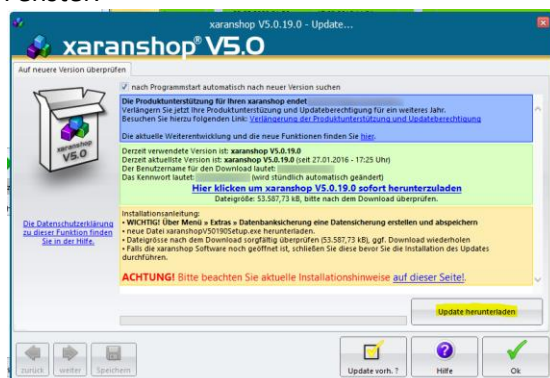 xaranshop V5.0.19.0 - Update...
xaranshop® V5.0
Auf neuere Version überprüfen
nach Programmstart automatisch nach neuer Version suchen
Die Produktunterstützung für Ihren xaranshop endet
Verlängern Sie jetzt Ihre Produktunterstützung und Updateberechtigung für ein weiteres Jahr.
Besuchen Sie hierzu folgenden Link: Verlängerung der Produktunterstützung und Updateberechtigung
Die aktuelle Weiterentwicklung und die neue Funktionen finden Sie hier.
xaranshop
V5.0
Derzeit verwendete Version ist: xaranshop V5.0.19.0
Derzeit aktuellste Version ist: xaranshop V5.0.19.0 (seit 27.01.2016 - 17:25 Uhr)
Der Benutzername für den Download lautet:
Das Kennwort lautet: (wird stündlich automatisch geändert)
Hier klicken um xaranshop V5.0.19.0 sofort herunterzuladen
Dateigröße: 53.587,73 kB, bitte nach dem Download überprüfen.
Die Datenschutzerklärung
zu dieser Funktion finden
Sie in der Hilfe.
Installationsanleitung:
• WICHTIG! Über Menü » Extras » Datenbanksicherung eine Datensicherung erstellen und abspeichern
• neue Datei xaranshopV50190Setup.exe herunterladen.
• Dateigrösse nach dem Download sorgfältig überprüfen (53.587,73 kB), ggf. Download wiederholen
• Falls die xaranshop Software noch geöffnet ist, schließen Sie diese bevor Sie die Installation des Updates
durchführen.
ACHTUNG! Bitte beachten Sie aktuelle Installationshinweise auf dieser Seite!.
Update herunterladen
zurück
weiter
Speichern
Update vorh. ?
Hilfe
Ok